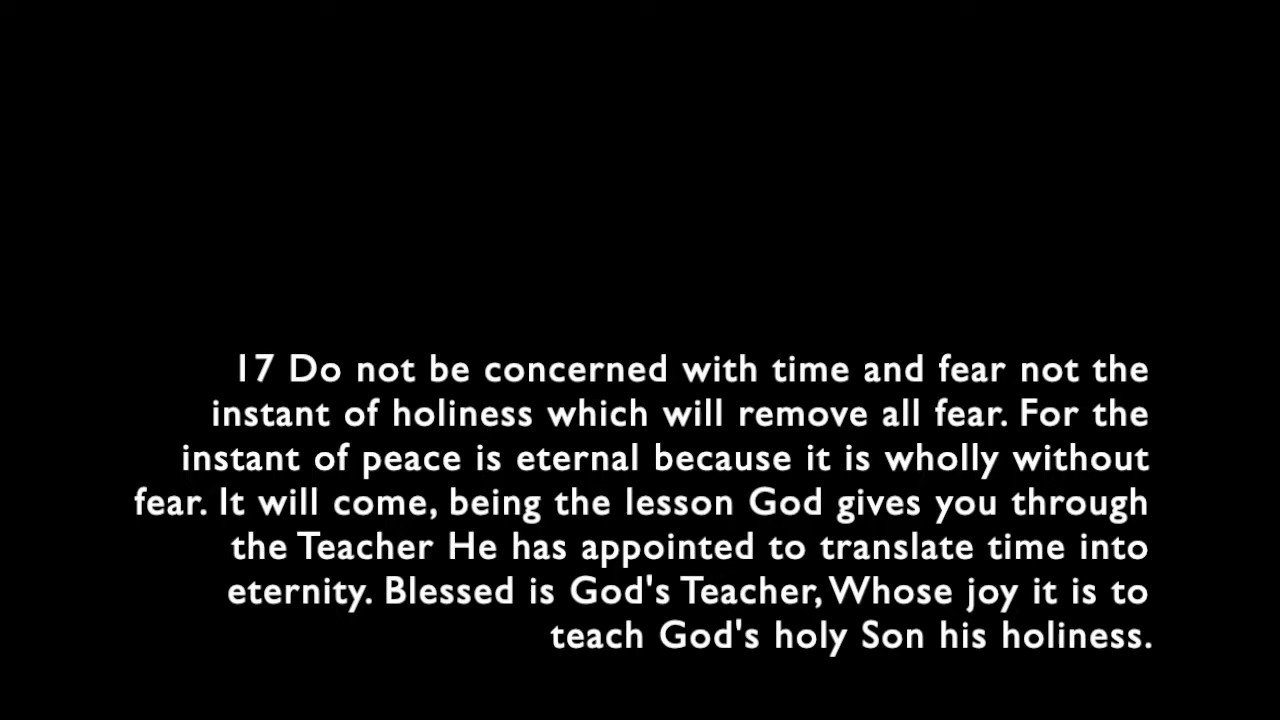 17 Do not be concerned with time and fear not the
instant of holiness which will remove all fear. For the
instant of peace is eternal because it is wholly without
fear. It will come, being the lesson God gives you through
the Teacher He has appointed to translate time into
eternity. Blessed is God's Teacher, Whose joy it is to
teach God's holy Son his holiness.